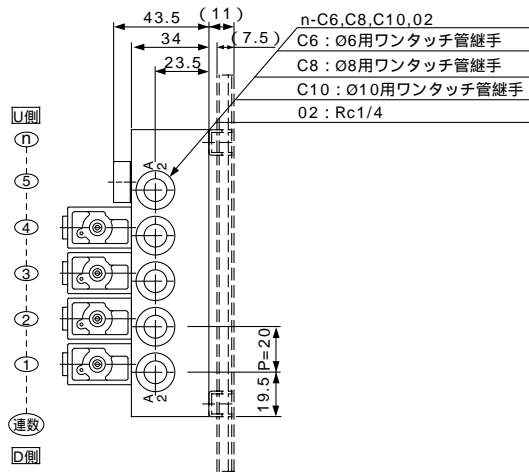 43.5
(11)
34
(7.5)
23.5
n-C6,C8,C10,02
C6：Ø6用ワンタッチ管継手
C8：Ø8用ワンタッチ管継手
C10：Ø10用ワンタッチ管継手
02：Rc1/4
U側
n
5
4
3
2
1
連数
D側
A
2
A
2
P=20
19.5